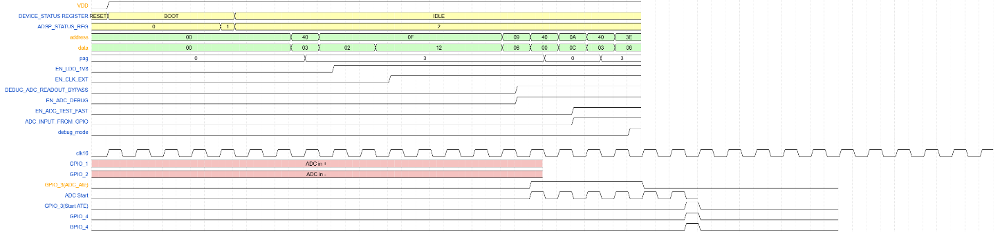 VDD
DEVICE_STATUS REGISTER RESET BOOT IDLE
ADSP_STATUS_REG 0 1 2
address 00 40 0F 09 40 0A 40 3E
data 00 03 02 12 06 00 0C 03 08
pag 0 3 0 3
EN_LDO_1V8
EN_CLK_EXT
DEBUG_ADC_READOUT_BYPASS
EN_ADC_DEBUG
EN_ADC_TEST_FAST
ADC_INPUT_FROM_GPIO
debug_mode
clk16
GPIO_1 ADC in +
GPIO_2 ADC in -
GPIO_3(ADC_Ate)
ADC Start
GPIO_3(Start ATE)
GPIO_4
GPIO_4